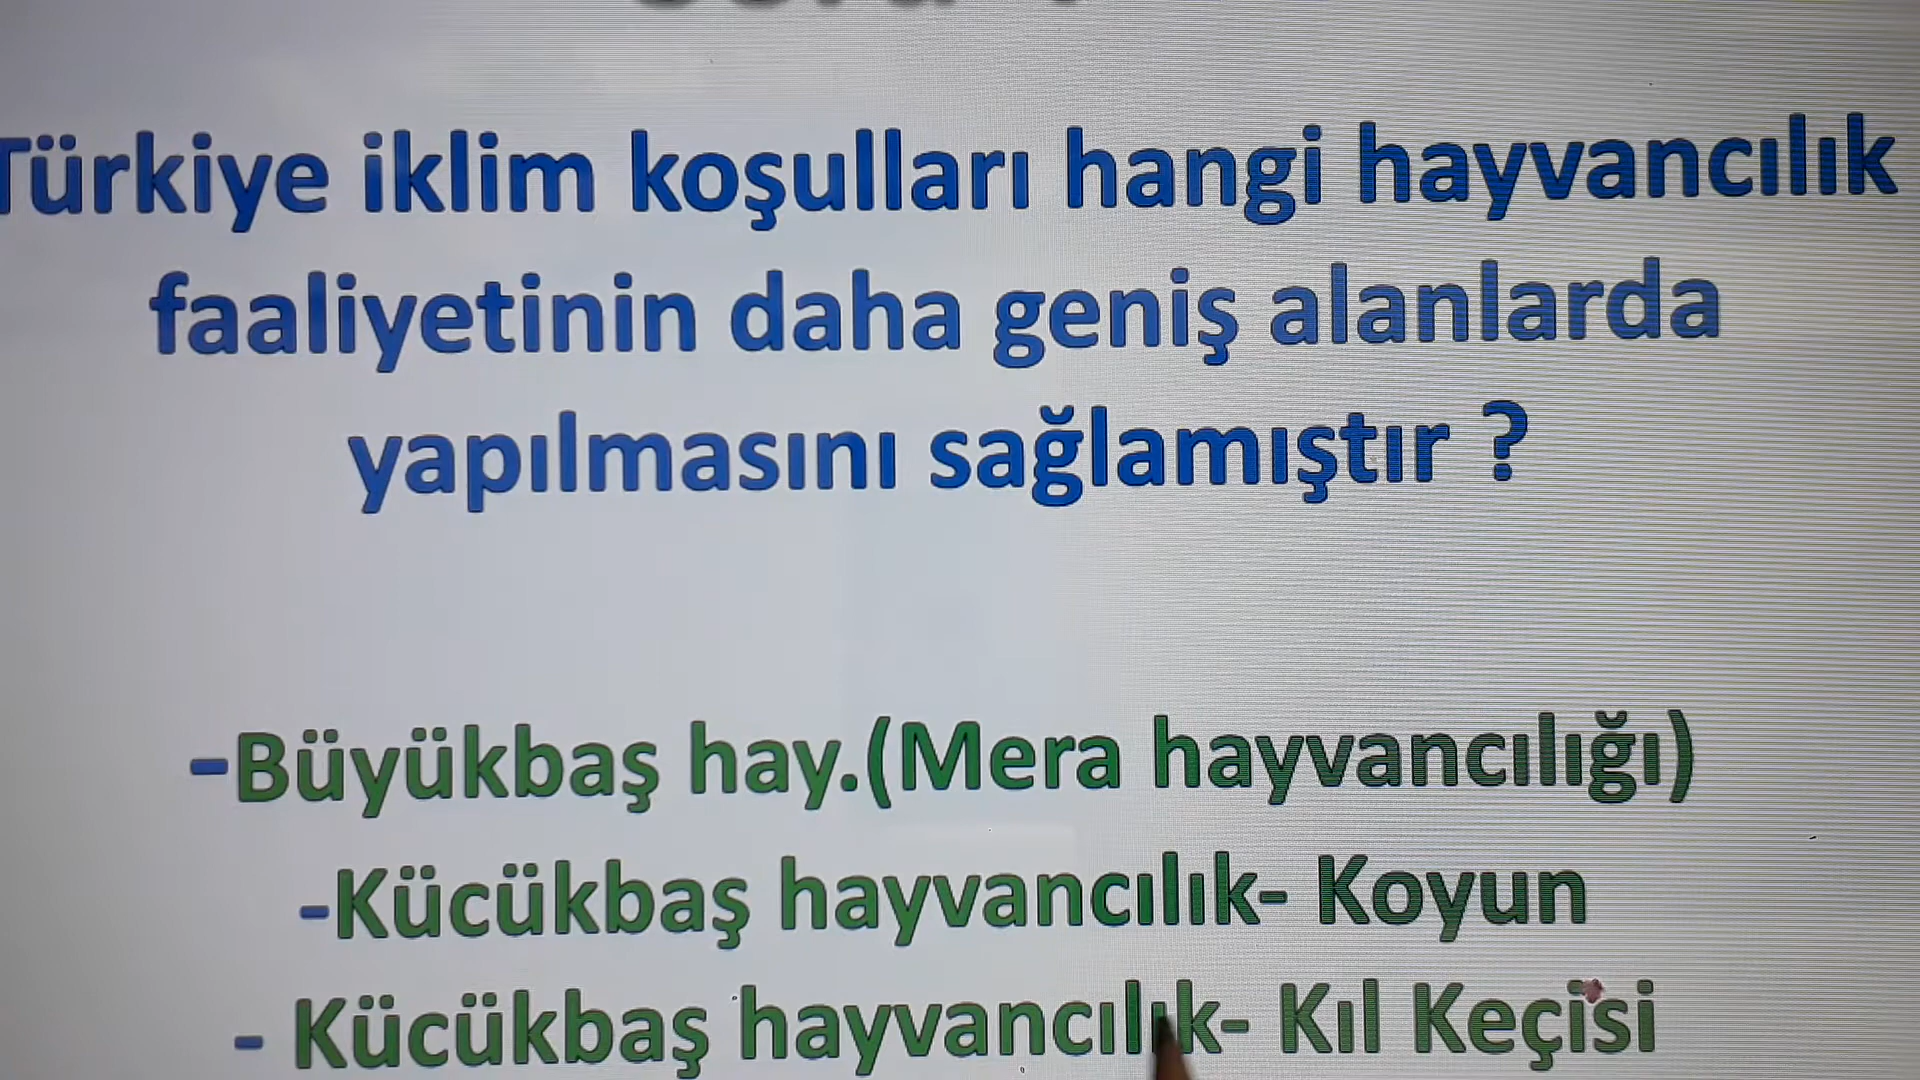 Türkiye iklim koşulları hangi hayvancılık
faaliyetinin daha geniş alanlarda
yapılmasını sağlamıştır ?
-Büyükbaş hay.(Mera hayvancılığı)
-Kücükbaş hayvancılık- Koyun
- Kücükbaş hayvancılık- Kıl Keçisi